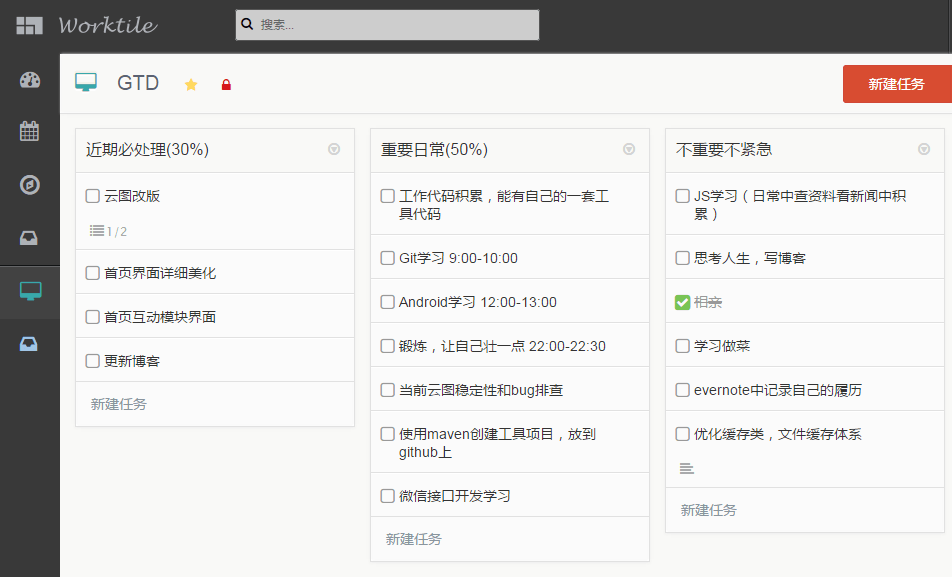 Worktile
搜索...
GTD
新建任务
近期必处理(30%)
云图改版
1/2
首页界面详细美化
首页互动模块界面
更新博客
新建任务
重要日常(50%)
工作代码积累，能有自己的一套工
具代码
Git学习 9:00-10:00
Android学习 12:00-13:00
锻炼，让自己壮一点 22:00-22:30
当前云图稳定性和bug排查
使用maven创建工具项目，放到
github上
微信接口开发学习
新建任务
不重要不紧急
JS学习（日常中查资料看新闻中积
累）
思考人生，写博客
相亲
学习做菜
evernote中记录自己的履历
优化缓存类，文件缓存体系
新建任务